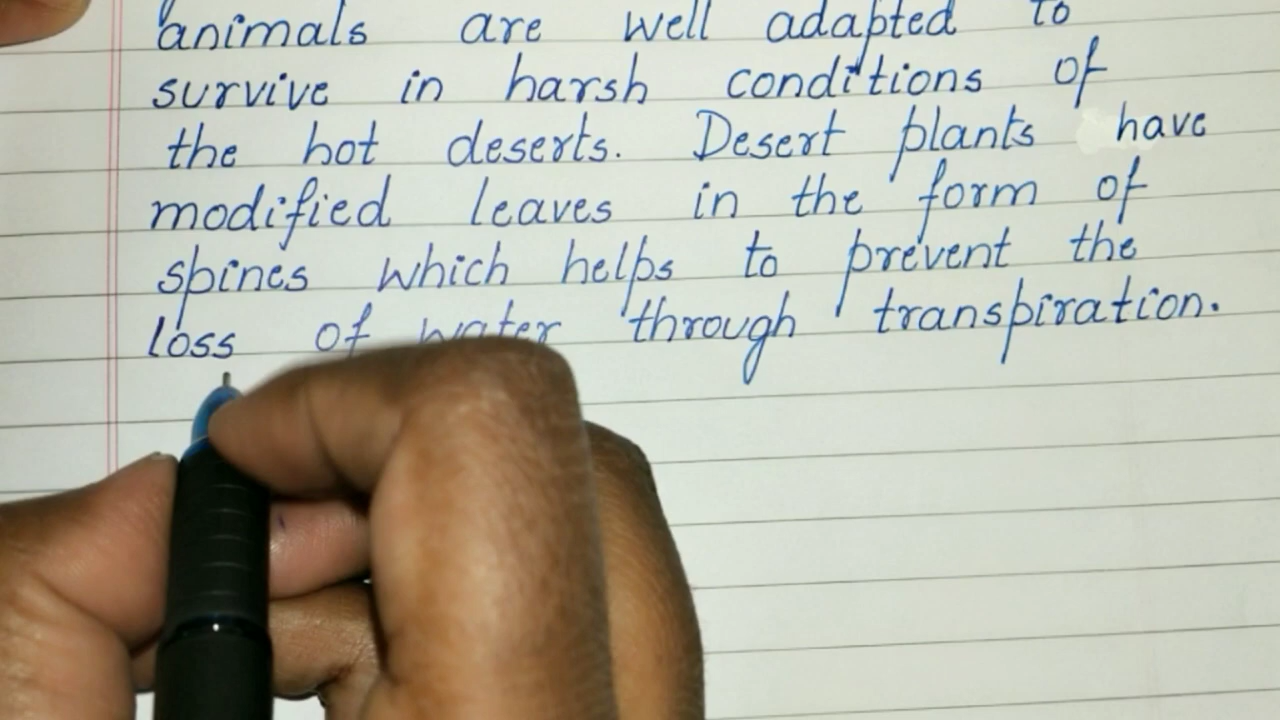 animals are well adapted to
survive in harsh conditions of
the hot deserts. Desert plants have
modified leaves in the form of
spines which helps to prevent the
loss of water through transpiration.